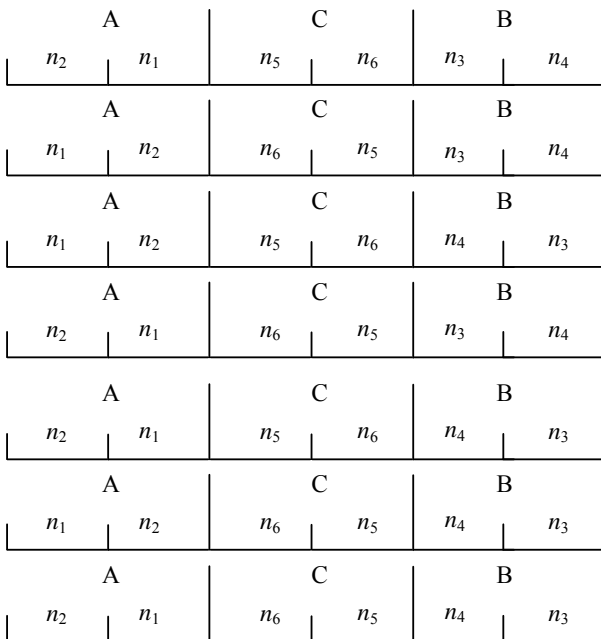 A C B
n₂ n₁ n₅ n₆ n₃ n₄
A C B
n₁ n₂ n₆ n₅ n₃ n₄
A C B
n₁ n₂ n₅ n₆ n₄ n₃
A C B
n₂ n₁ n₆ n₅ n₃ n₄
A C B
n₂ n₁ n₅ n₆ n₄ n₃
A C B
n₁ n₂ n₆ n₅ n₄ n₃
A C B
n₂ n₁ n₆ n₅ n₄ n₃